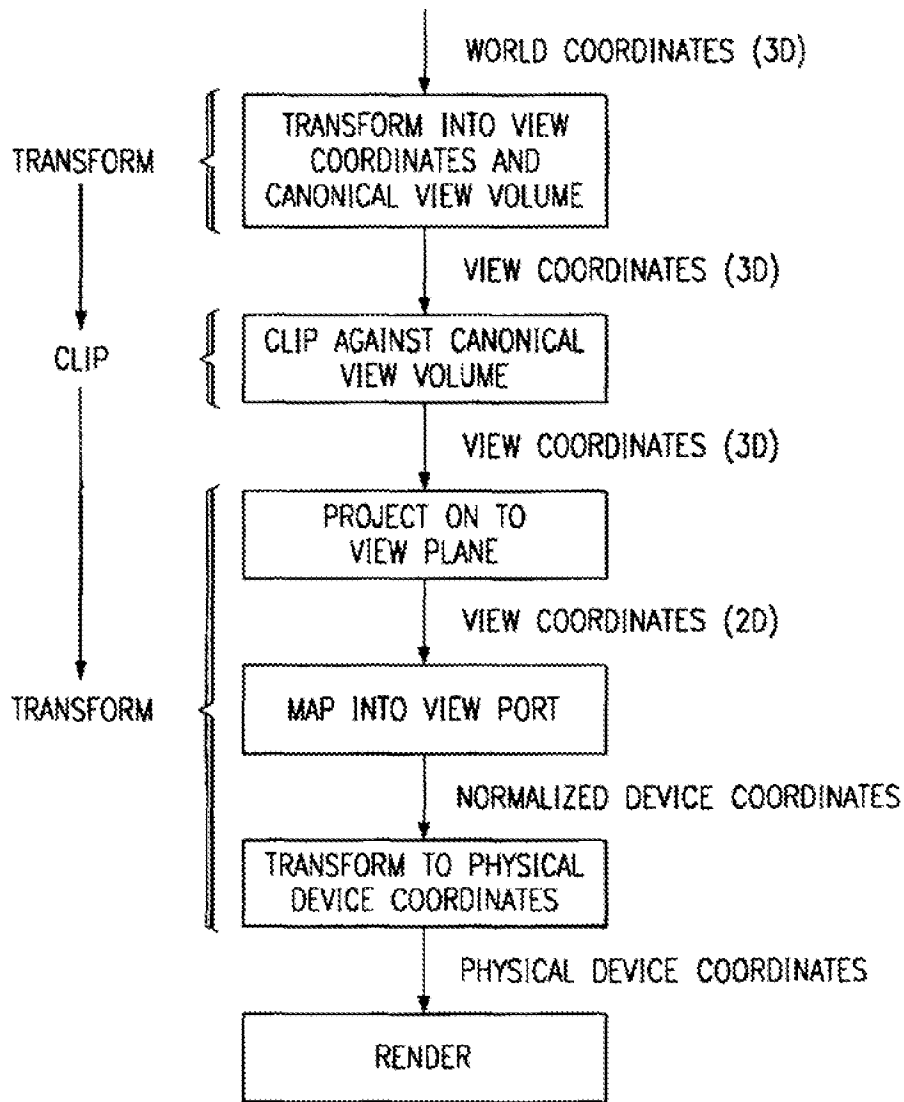 WORLD COORDINATES (3D)
TRANSFORM
TRANSFORM INTO VIEW
COORDINATES AND
CANONICAL VIEW VOLUME
VIEW COORDINATES (3D)
CLIP
CLIP AGAINST CANONICAL
VIEW VOLUME
VIEW COORDINATES (3D)
PROJECT ON TO
VIEW PLANE
VIEW COORDINATES (2D)
TRANSFORM
MAP INTO VIEW PORT
NORMALIZED DEVICE COORDINATES
TRANSFORM TO PHYSICAL
DEVICE COORDINATES
PHYSICAL DEVICE COORDINATES
RENDER